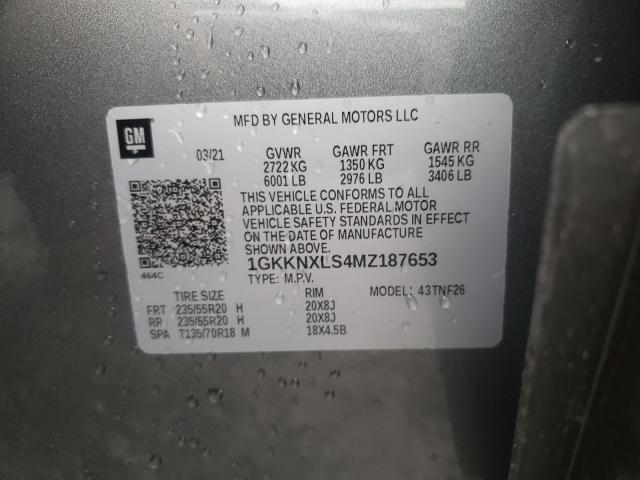 MFD BY GENERAL MOTORS LLC
GM
03/21 GVWR GAWR FRT GAWR RR
2722 KG 1350 KG 1545 KG
6001 LB 2976 LB 3406 LB
THIS VEHICLE CONFORMS TO ALL
APPLICABLE U.S. FEDERAL MOTOR
VEHICLE SAFETY STANDARDS IN EFFECT
ON THE DATE OF MANUFACTURE
SHOWN ABOVE.
464C
1GKKNXLS4MZ187653
TYPE: M.P.V. MODEL: 43TNF26
TIRE SIZE RIM
FRT 235/55R20 H 20X8J
RR 235/55R20 H 20X8J
SPA T135/70R18 M 18X4.5B